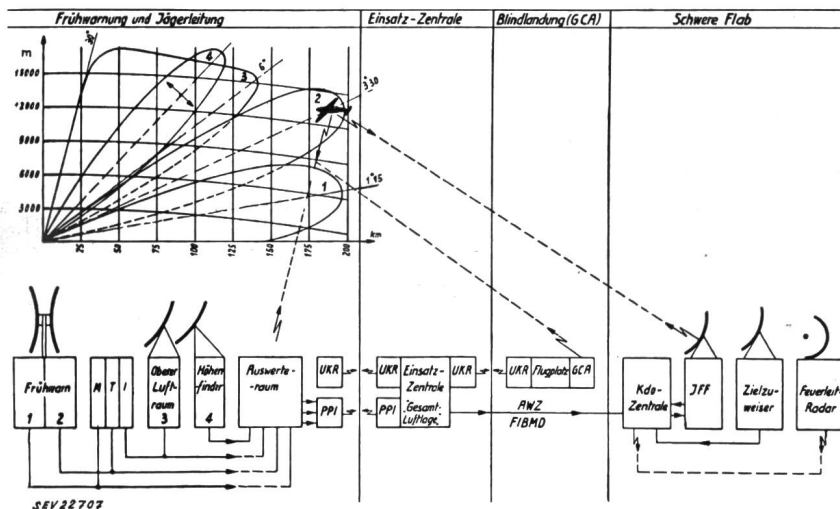 Frühwarnung und Jägerleitung
Einsatz-Zentrale
Blindlandung (GCA)
Schwere Flab
m
30°
4
6°
3
2
3°30
1
1°45
15000
12000
9000
6000
3000
25
50
75
100
125
150
175
200
km
Frühwarn
1
2
M
T
I
Oberer
Luft-
raum
3
Höhen
findir
4
Auswerte-
-raum
UKR
PPI
UKR
PPI
Einsatz-
Zentrale
"Gesamt-
Luftlage"
UKR
UKR
Flugplatz
GCA
AWZ
FlBMD
Kdo-
Zentrale
JFF
Zielzu-
weiser
Feuerleit-
Radar
SEV 22707